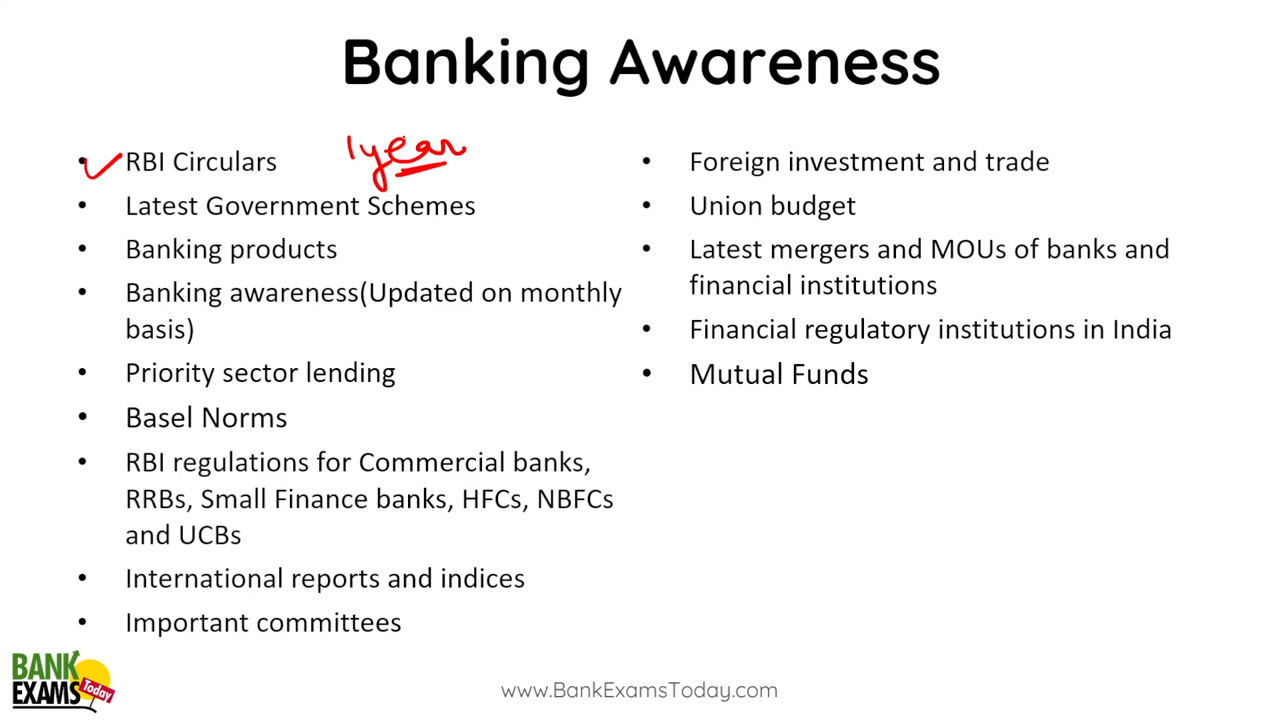 Banking Awareness
• RBI Circulars 1 year
• Latest Government Schemes
• Banking products
• Banking awareness(Updated on monthly
basis)
• Priority sector lending
• Basel Norms
• RBI regulations for Commercial banks,
RRBs, Small Finance banks, HFCs, NBFCs
and UCBs
• International reports and indices
• Important committees
• Foreign investment and trade
• Union budget
• Latest mergers and MOUs of banks and
financial institutions
• Financial regulatory institutions in India
• Mutual Funds
BANK
EXAMS Today
www.BankExamsToday.com